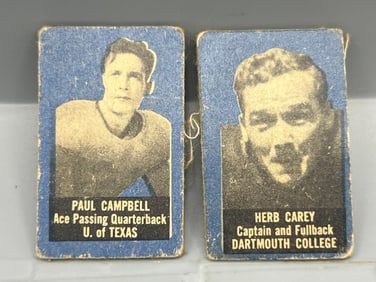 PAUL CAMPBELL
Ace Passing Quarterback
U. of TEXAS
HERB CAREY
Captain and Fullback
DARTMOUTH COLLEGE